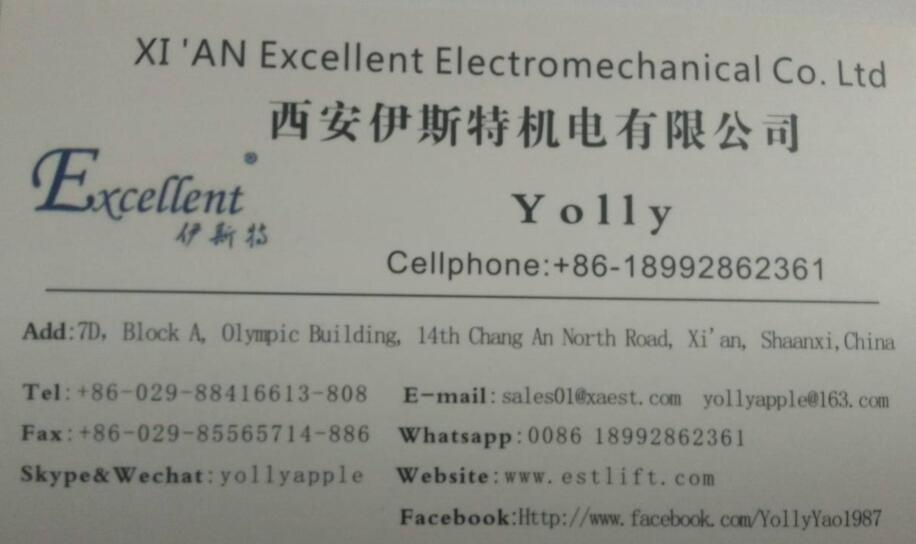 XI 'AN Excellent Electromechanical Co. Ltd
西安伊斯特机电有限公司
Excellent®
伊斯特
Yolly
Cellphone:+86-18992862361
Add:7D, Block A, Olympic Building, 14th Chang An North Road, Xi'an, Shaanxi,China
Tel:+86-029-88416613-808 E-mail:sales01@xaest.com yollyapple@163.com
Fax:+86-029-85565714-886 Whatsapp:0086 18992862361
Skype&Wechat:yollyapple Website:www.estlift.com
Facebook:Http://www.facebook.com/YollyYao1987